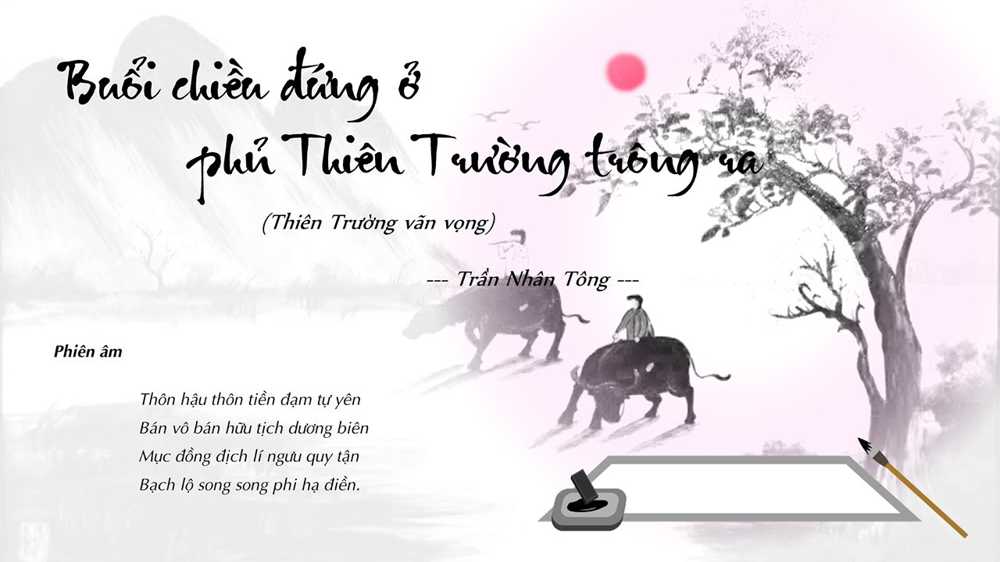 Buổi chiều đứng ở
phủ Thiên Trường trông ra
(Thiên Trường vãn vọng)
--- Trần Nhân Tông ---
Phiên âm
Thôn hậu thôn tiền đạm tự yên
Bán vô bán hữu tịch dương biên
Mục đồng địch lí ngưu quy tận
Bạch lộ song song phi hạ điền.